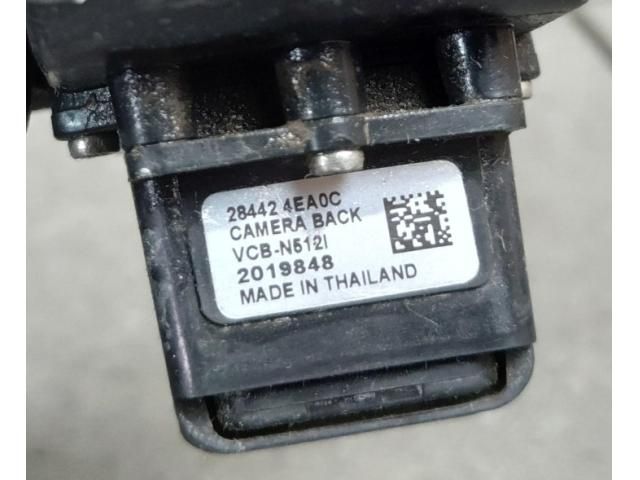 28442 4EA0C
CAMERA BACK
VCB-N512I
2019848
MADE IN THAILAND